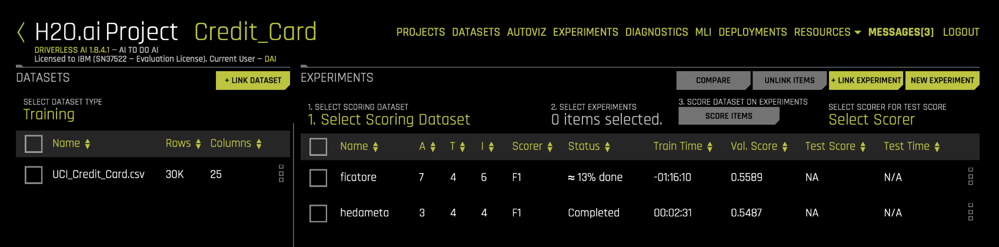 H2O.ai Project Credit_Card
DRIVERLESS AI 1.8.4.1 – AI TO DO AI
Licensed to IBM (SN37522 – Evaluation License). Current User – DAI
PROJECTS DATASETS AUTOVIZ EXPERIMENTS DIAGNOSTICS MLI DEPLOYMENTS RESOURCES MESSAGES[3] LOGOUT
DATASETS
+ LINK DATASET
SELECT DATASET TYPE
Training
Name Rows Columns
UCI_Credit_Card.csv 30K 25
EXPERIMENTS
COMPARE UNLINK ITEMS + LINK EXPERIMENT NEW EXPERIMENT
1. SELECT SCORING DATASET
1. Select Scoring Dataset
2. SELECT EXPERIMENTS
0 items selected.
3. SCORE DATASET ON EXPERIMENTS
SCORE ITEMS
SELECT SCORER FOR TEST SCORE
Select Scorer
Name A T I Scorer Status Train Time Val. Score Test Score Test Time
ficatore 7 4 6 F1 ≈ 13% done -01:16:10 0.5589 NA N/A
hedameta 3 4 4 F1 Completed 00:02:31 0.5487 NA N/A